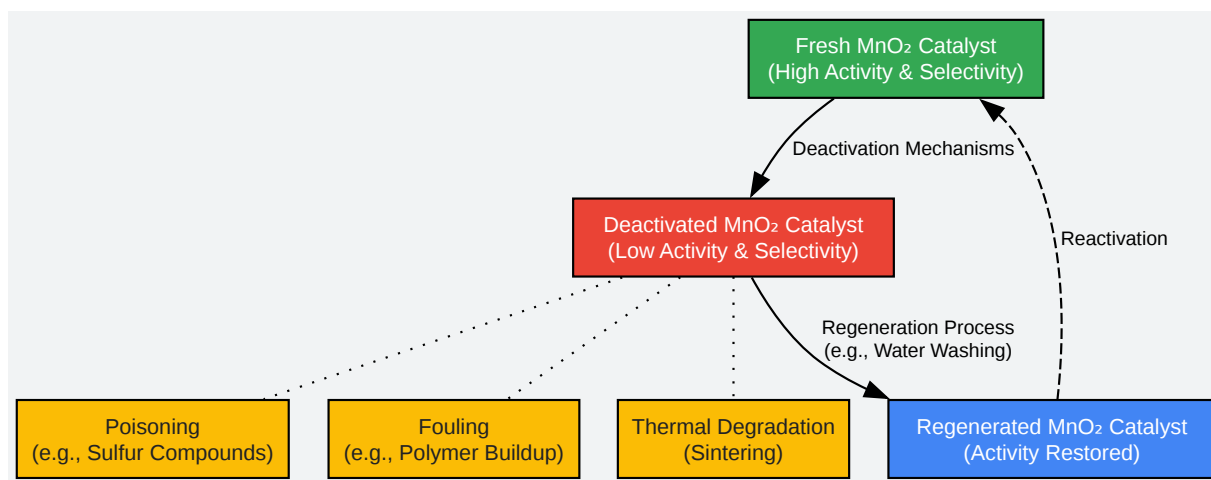 Fresh MnO₂ Catalyst
(High Activity & Selectivity)
Deactivation Mechanisms
Deactivated MnO₂ Catalyst
(Low Activity & Selectivity)
Reactivation
Regeneration Process
(e.g., Water Washing)
Poisoning
(e.g., Sulfur Compounds)
Fouling
(e.g., Polymer Buildup)
Thermal Degradation
(Sintering)
Regenerated MnO₂ Catalyst
(Activity Restored)